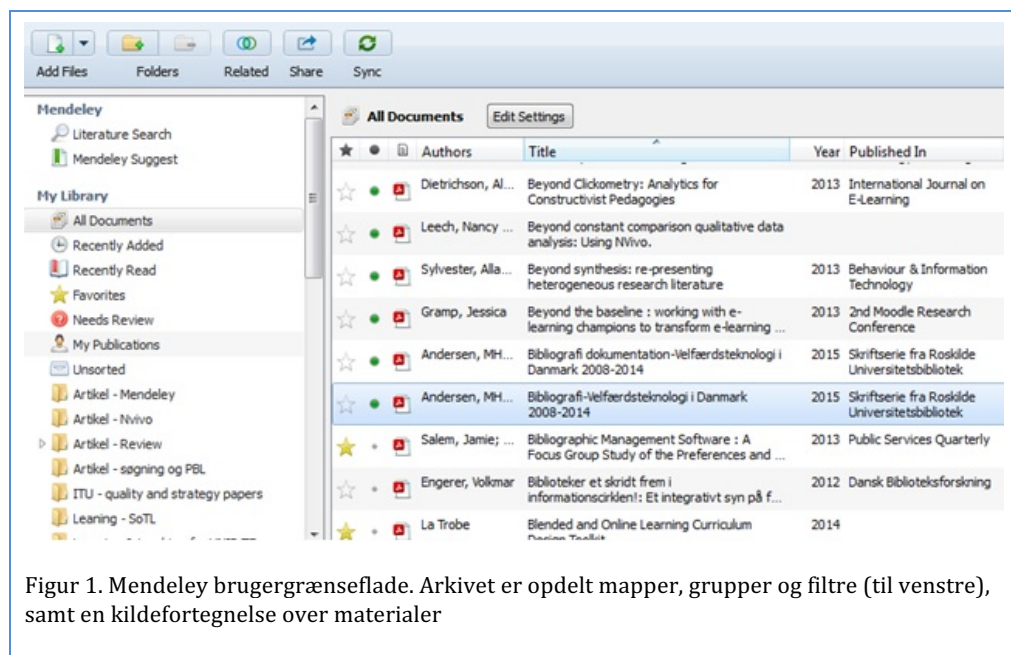 Add Files Folders Related Share Sync
Mendeley
Literature Search
Mendeley Suggest
My Library
All Documents
Recently Added
Recently Read
Favorites
Needs Review
My Publications
Unsorted
Artikel - Mendeley
Artikel - Nvivo
Artikel - Review
Artikel - søgning og PBL
ITU - quality and strategy papers
Leaning - SoTL
All Documents Edit Settings
Authors Title Year Published In
Dietrichson, Al... Beyond Clickometry: Analytics for 2013 International Journal on
Constructivist Pedagogies E-Learning
Leech, Nancy ... Beyond constant comparison qualitative data
analysis: Using NVivo.
Sylvester, Alla... Beyond synthesis: re-presenting 2013 Behaviour & Information
heterogeneous research literature Technology
Gramp, Jessica Beyond the baseline : working with e- 2013 2nd Moodle Research
learning champions to transform e-learning ... Conference
Andersen, MH... Bibliografi dokumentation-Velfærdsteknologi i 2015 Skriftserie fra Roskilde
Danmark 2008-2014 Universitetsbibliotek
Andersen, MH... Bibliografi-Velfærdsteknologi i Danmark 2015 Skriftserie fra Roskilde
2008-2014 Universitetsbibliotek
Salem, Jamie; ... Bibliographic Management Software : A 2013 Public Services Quarterly
Focus Group Study of the Preferences and ...
Engerer, Volkmar Biblioteker et skridt frem i 2012 Dansk Biblioteksforskning
informationscirklen!: Et integrativt syn på f...
La Trobe Blended and Online Learning Curriculum 2014
Design Toolkit
Figur 1. Mendeley brugergrænseflade. Arkivet er opdelt mapper, grupper og filtre (til venstre),
samt en kildefortegnelse over materialer